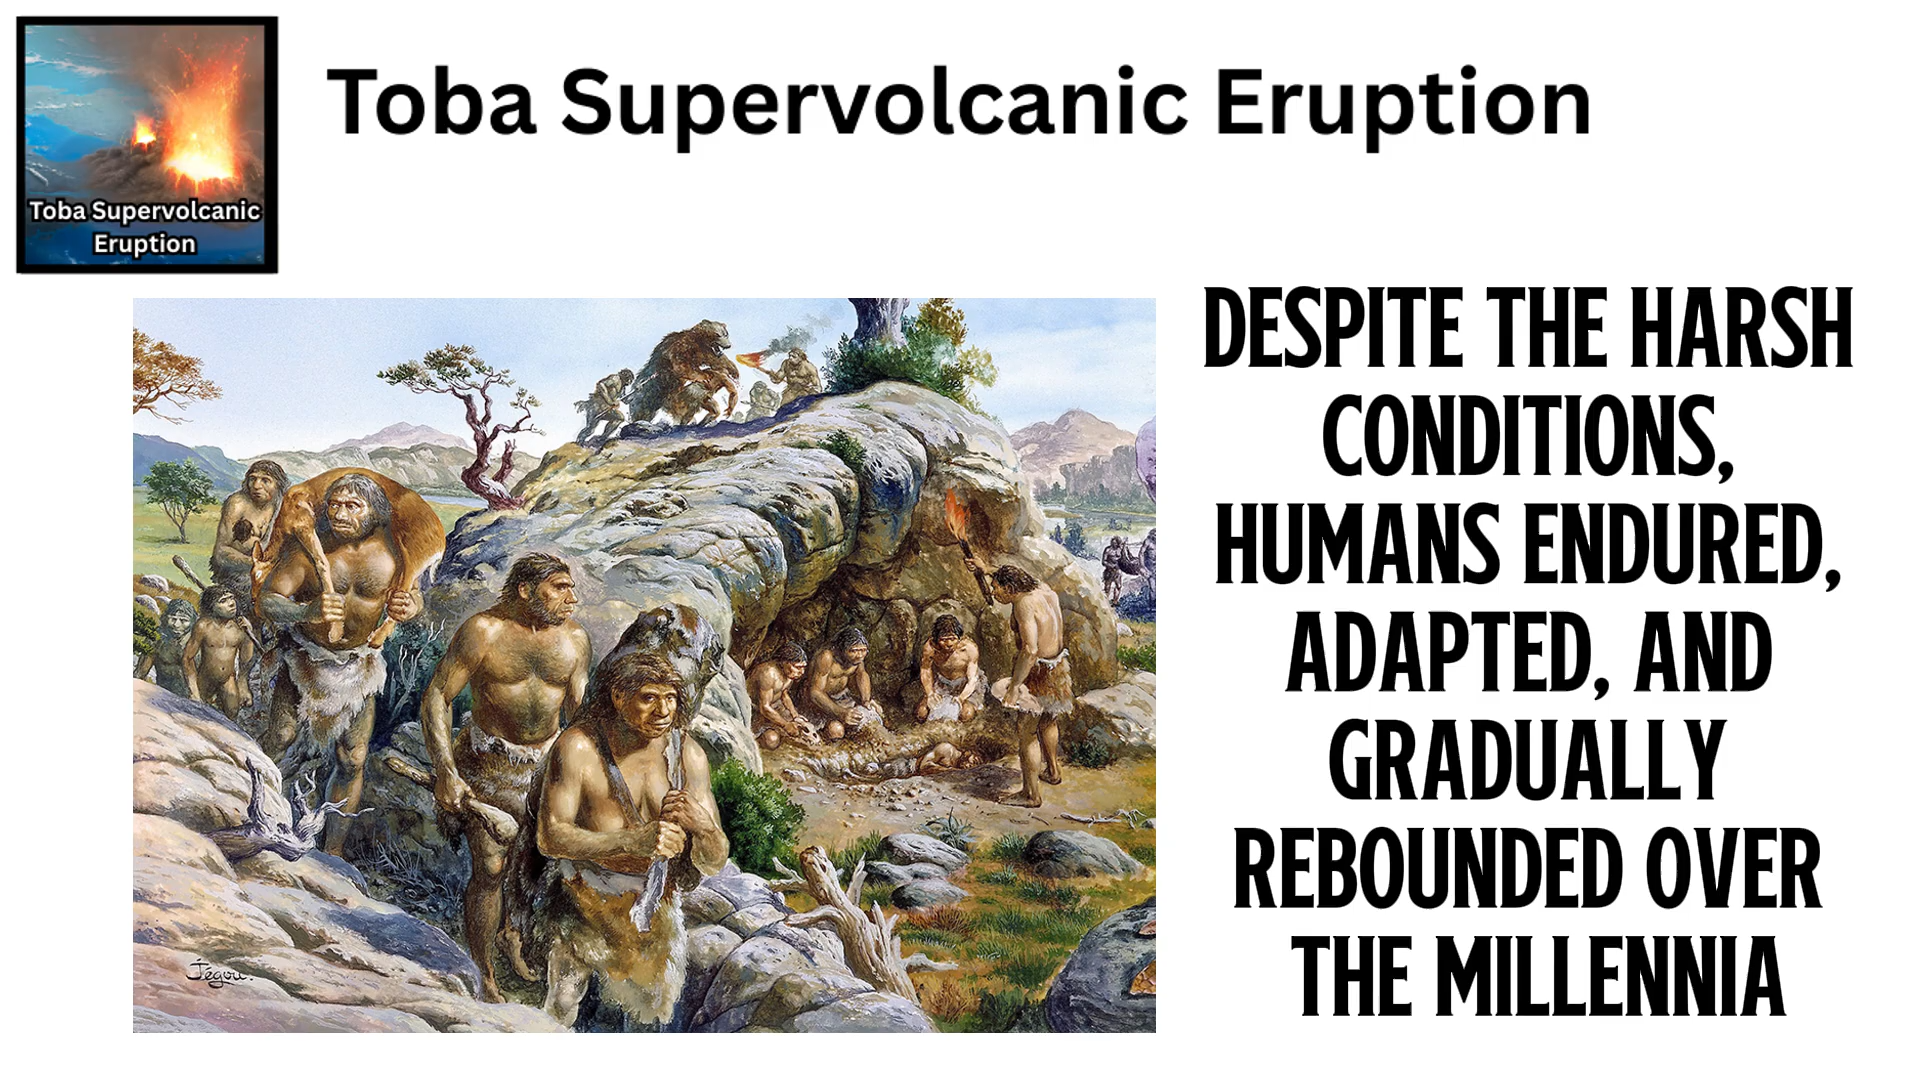 Toba Supervolcanic Eruption
Toba Supervolcanic
Eruption
DESPITE THE HARSH
CONDITIONS,
HUMANS ENDURED,
ADAPTED, AND
GRADUALLY
REBOUNDED OVER
THE MILLENNIA
Jégou.